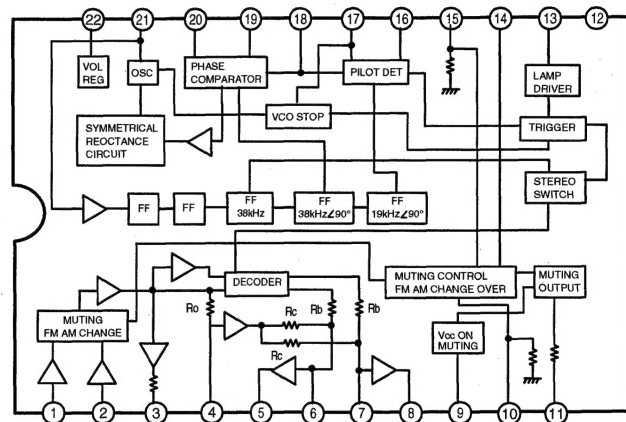 22 21 20 19 18 17 16 15 14 13 12
VOL
REG
OSC
PHASE
COMPARATOR
PILOT DET
LAMP
DRIVER
VCO STOP
TRIGGER
SYMMETRICAL
REOCTANCE
CIRCUIT
STEREO
SWITCH
FF
FF
FF
38kHz
FF
38kHz∠90°
FF
19kHz∠90°
DECODER
MUTING CONTROL
FM AM CHANGE OVER
MUTING
OUTPUT
MUTING
FM AM CHANGE
Ro
Rc
Rb
Rb
Rc
Vcc ON
MUTING
1 2 3 4 5 6 7 8 9 10 11